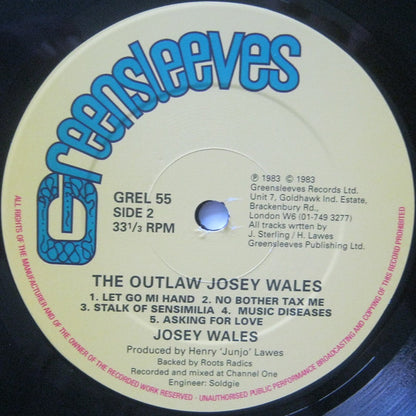 Greensleeves
℗ 1983 © 1983
Greensleeves Records Ltd.
Unit 7, Goldhawk Ind. Estate,
Brackenbury Rd.,
London W6 (01-749 3277)
All tracks wrtten by
J. Sterling / H. Lawes
Greensleeves Publishing Ltd.
GREL 55
SIDE 2
33 1/3 RPM
THE OUTLAW JOSEY WALES
1. LET GO MI HAND 2. NO BOTHER TAX ME
3. STALK OF SENSIMILIA 4. MUSIC DISEASES
5. ASKING FOR LOVE
JOSEY WALES
Produced by Henry 'Junjo' Lawes
Backed by Roots Radics
Recorded and mixed at Channel One
Engineer: Soldgie
ALL RIGHTS OF THE MANUFACTURER AND OF THE OWNER OF THE RECORDED WORK RESERVED - UNAUTHORISED PUBLIC PERFORMANCE BROADCASTING AND COPYING OF THIS RECORD PROHIBITED